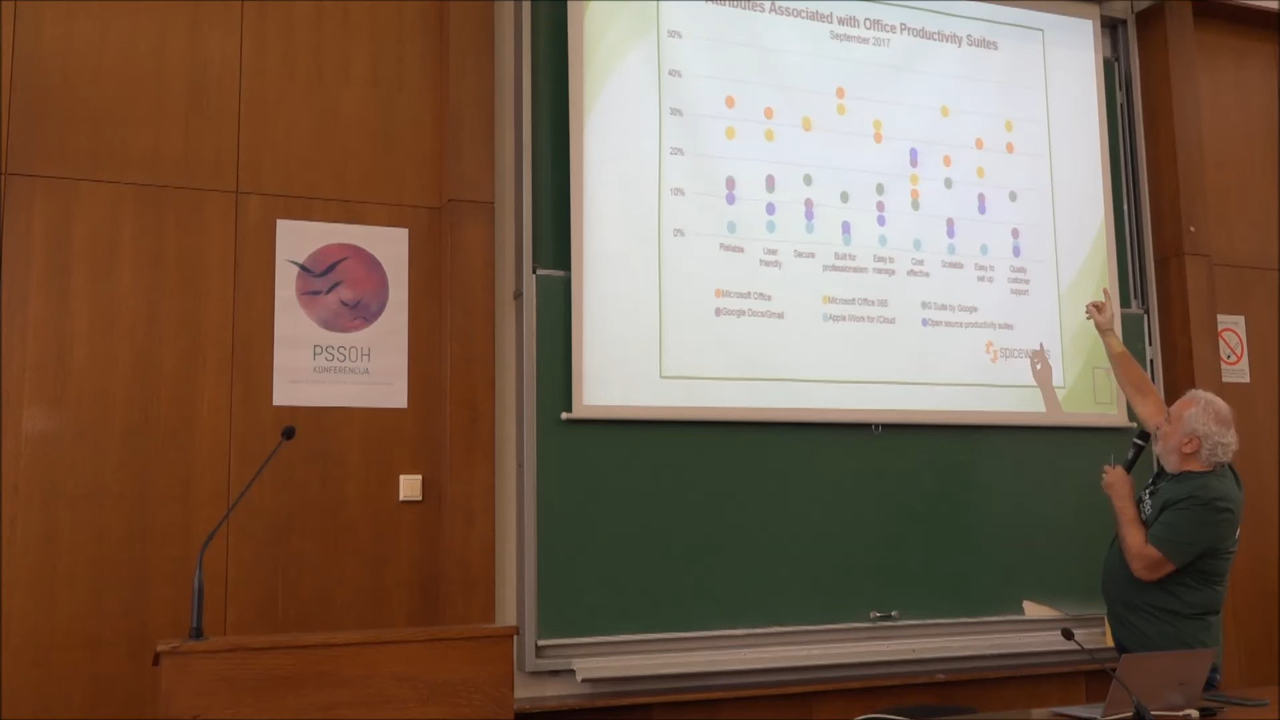 PSSOH
KONFERENCIJA
Attributes Associated with Office Productivity Suites
September 2017
50%
40%
30%
20%
10%
0%
Reliable
User
friendly
Secure
Built for
professionalism
Easy to
manage
Cost
effective
Scalable
Easy to
set up
Quality
customer
support
Microsoft Office
Microsoft Office 365
G Suite by Google
Google Docs/Gmail
Apple iWork for iCloud
Open source productivity suites